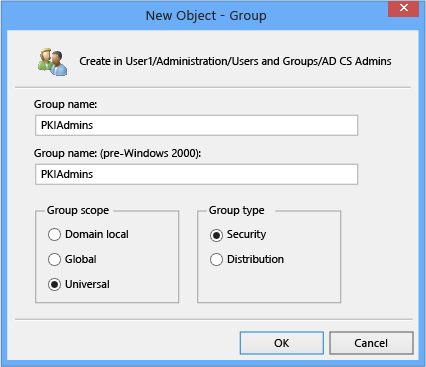 New Object - Group
Create in User1/Administration/Users and Groups/AD CS Admins
Group name:
PKIAdmins
Group name: (pre-Windows 2000):
PKIAdmins
Group scope
Domain local
Global
Universal
Group type
Security
Distribution
OK
Cancel